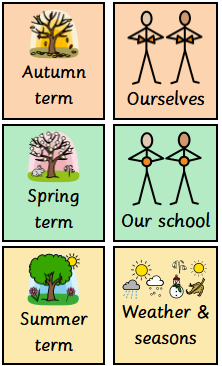 Autumn
term
Ourselves
Spring
term
Our school
Summer
term
Weather &
seasons